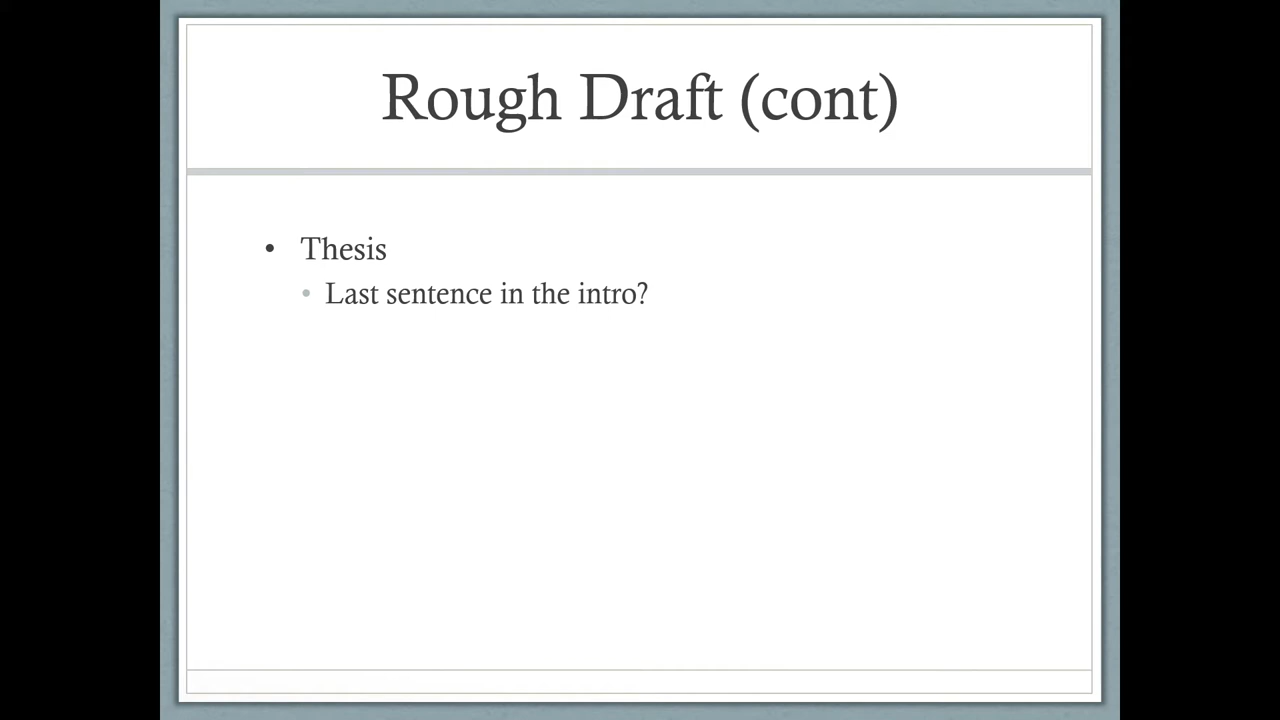 Rough Draft (cont)
• Thesis
• Last sentence in the intro?